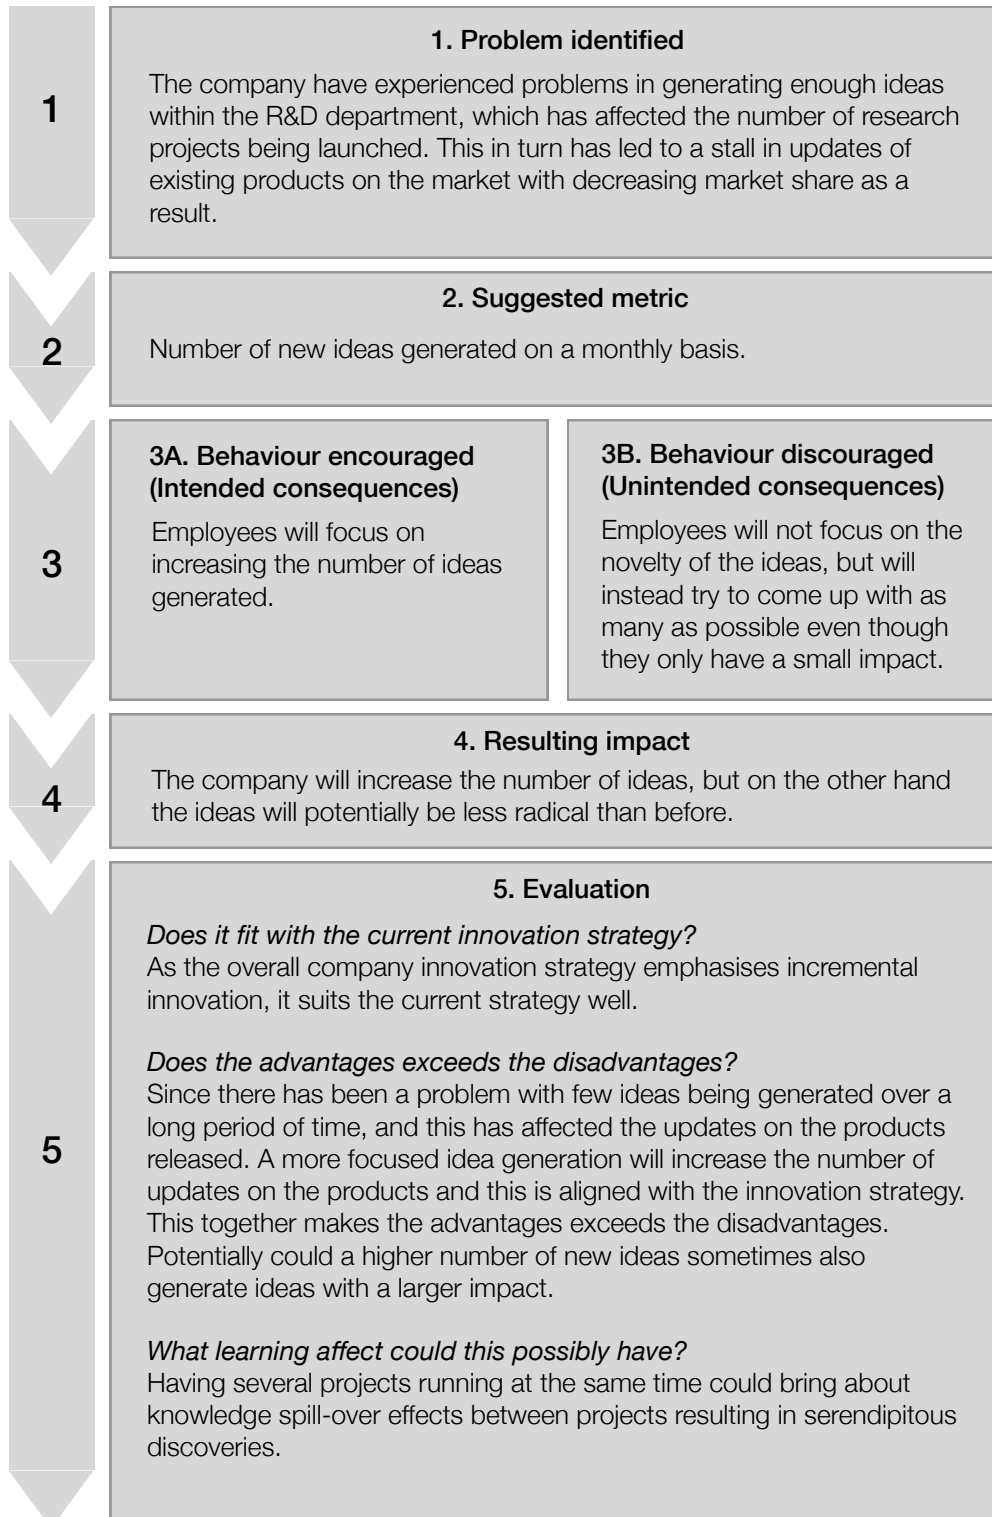 1
1. Problem identified
The company have experienced problems in generating enough ideas
within the R&D department, which has affected the number of research
projects being launched. This in turn has led to a stall in updates of
existing products on the market with decreasing market share as a
result.
2
2. Suggested metric
Number of new ideas generated on a monthly basis.
3
3A. Behaviour encouraged
(Intended consequences)
Employees will focus on
increasing the number of ideas
generated.
3B. Behaviour discouraged
(Unintended consequences)
Employees will not focus on the
novelty of the ideas, but will
instead try to come up with as
many as possible even though
they only have a small impact.
4
4. Resulting impact
The company will increase the number of ideas, but on the other hand
the ideas will potentially be less radical than before.
5
5. Evaluation
Does it fit with the current innovation strategy?
As the overall company innovation strategy emphasises incremental
innovation, it suits the current strategy well.
Does the advantages exceeds the disadvantages?
Since there has been a problem with few ideas being generated over a
long period of time, and this has affected the updates on the products
released. A more focused idea generation will increase the number of
updates on the products and this is aligned with the innovation strategy.
This together makes the advantages exceeds the disadvantages.
Potentially could a higher number of new ideas sometimes also
generate ideas with a larger impact.
What learning affect could this possibly have?
Having several projects running at the same time could bring about
knowledge spill-over effects between projects resulting in serendipitous
discoveries.